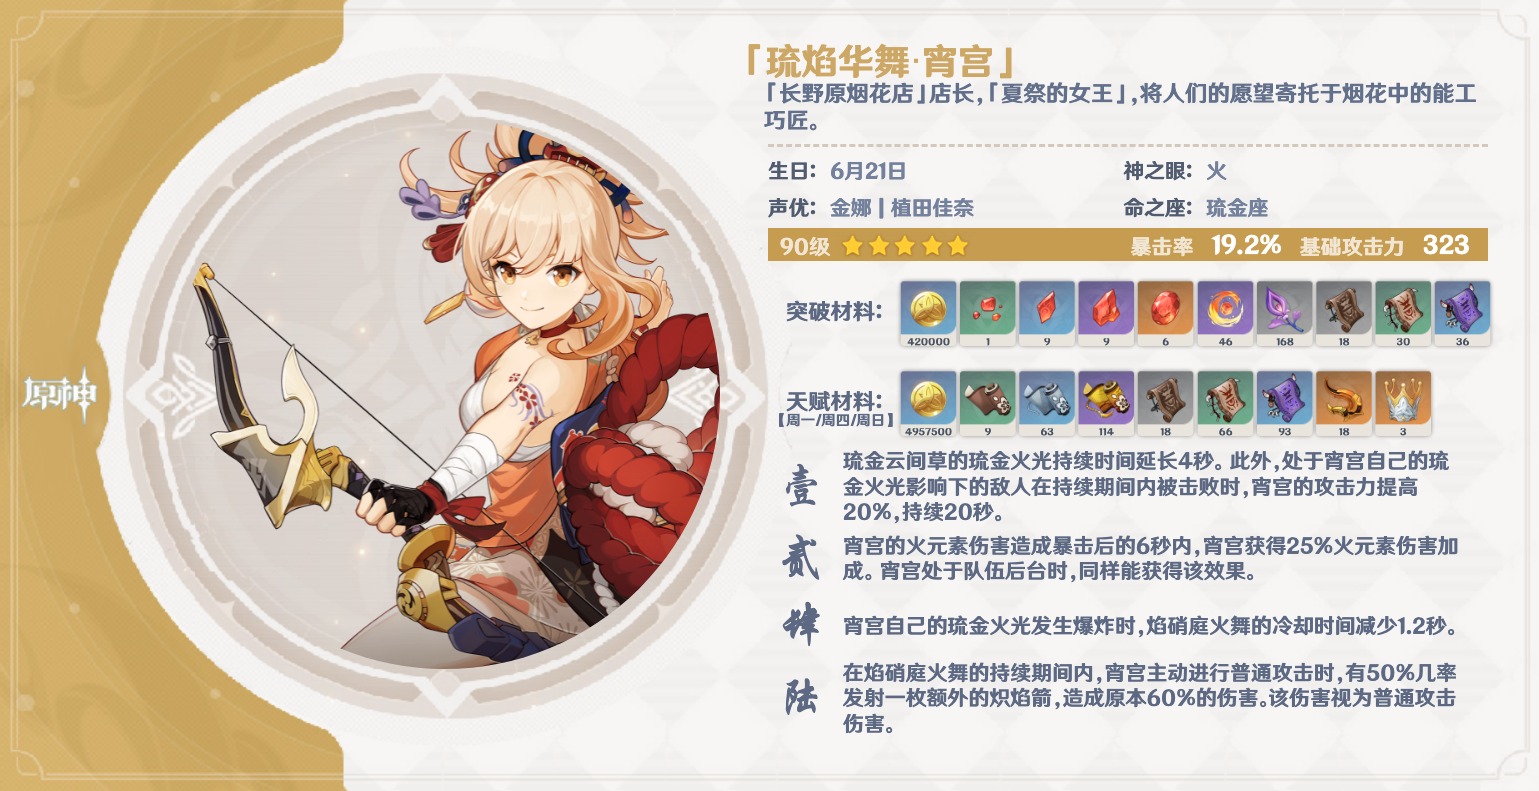 原神
「琉焰华舞·宵宫」
「长野原烟花店」店长,「夏祭的女王」,将人们的愿望寄托于烟花中的能工
巧匠。
生日: 6月21日 神之眼: 火
声优: 金娜 | 植田佳奈 命之座: 琉金座
90级 暴击率 19.2% 基础攻击力 323
突破材料:
420000 1 9 9 6 46 168 18 30 36
天赋材料:
【周一/周四/周日】
4957500 9 63 114 18 66 93 18 3
壹
琉金云间草的琉金火光持续时间延长4秒。此外,处于宵宫自己的琉
金火光影响下的敌人在持续期间内被击败时,宵宫的攻击力提高
20%,持续20秒。
贰
宵宫的火元素伤害造成暴击后的6秒内,宵宫获得25%火元素伤害加
成。宵宫处于队伍后台时,同样能获得该效果。
肆
宵宫自己的琉金火光发生爆炸时,焰硝庭火舞的冷却时间减少1.2秒。
陆
在焰硝庭火舞的持续期间内,宵宫主动进行普通攻击时,有50%几率
发射一枚额外的炽焰箭,造成原本60%的伤害。该伤害视为普通攻击
伤害。